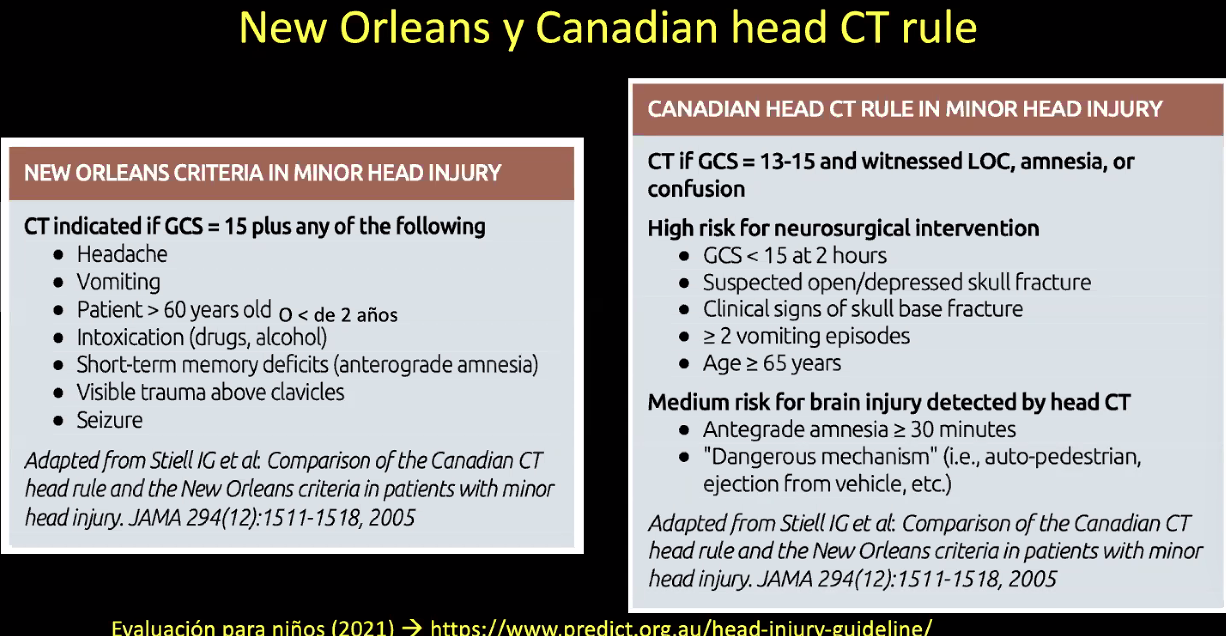 New Orleans y Canadian head CT rule
NEW ORLEANS CRITERIA IN MINOR HEAD INJURY
CT indicated if GCS = 15 plus any of the following
• Headache
• Vomiting
• Patient > 60 years old O < de 2 años
• Intoxication (drugs, alcohol)
• Short-term memory deficits (anterograde amnesia)
• Visible trauma above clavicles
• Seizure
Adapted from Stiell IG et al: Comparison of the Canadian CT
head rule and the New Orleans criteria in patients with minor
head injury. JAMA 294(12):1511-1518, 2005
CANADIAN HEAD CT RULE IN MINOR HEAD INJURY
CT if GCS = 13-15 and witnessed LOC, amnesia, or
confusion
High risk for neurosurgical intervention
• GCS < 15 at 2 hours
• Suspected open/depressed skull fracture
• Clinical signs of skull base fracture
• ≥ 2 vomiting episodes
• Age ≥ 65 years
Medium risk for brain injury detected by head CT
• Antegrade amnesia ≥ 30 minutes
• "Dangerous mechanism" (i.e., auto-pedestrian,
ejection from vehicle, etc.)
Adapted from Stiell IG et al: Comparison of the Canadian CT
head rule and the New Orleans criteria in patients with minor
head injury. JAMA 294(12):1511-1518, 2005
Evaluación para niños (2021) → https://www.predict.org.au/head-injury-guideline/